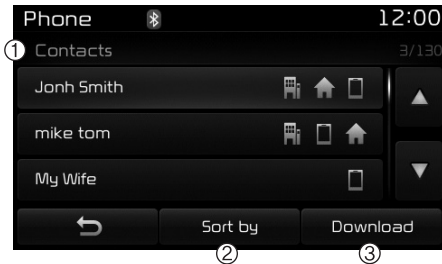 Phone 12:00
① Contacts 3/130
Jonh Smith
mike tom
My Wife
Sort by Download
② ③